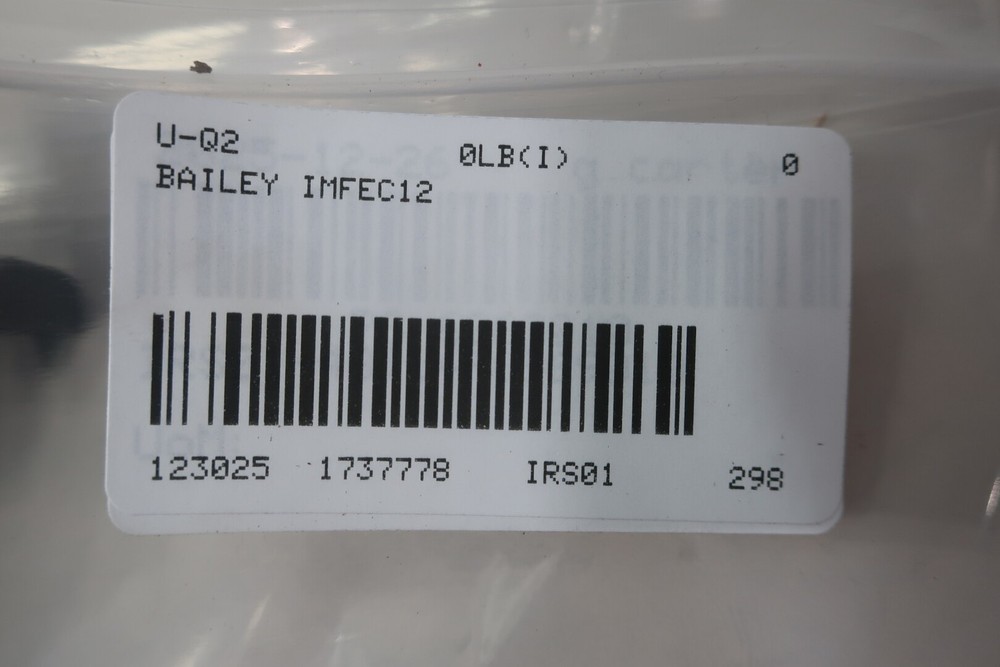 U-Q2 0LB(I) 0
BAILEY IMFEC12
123025 1737778 IRS01 298